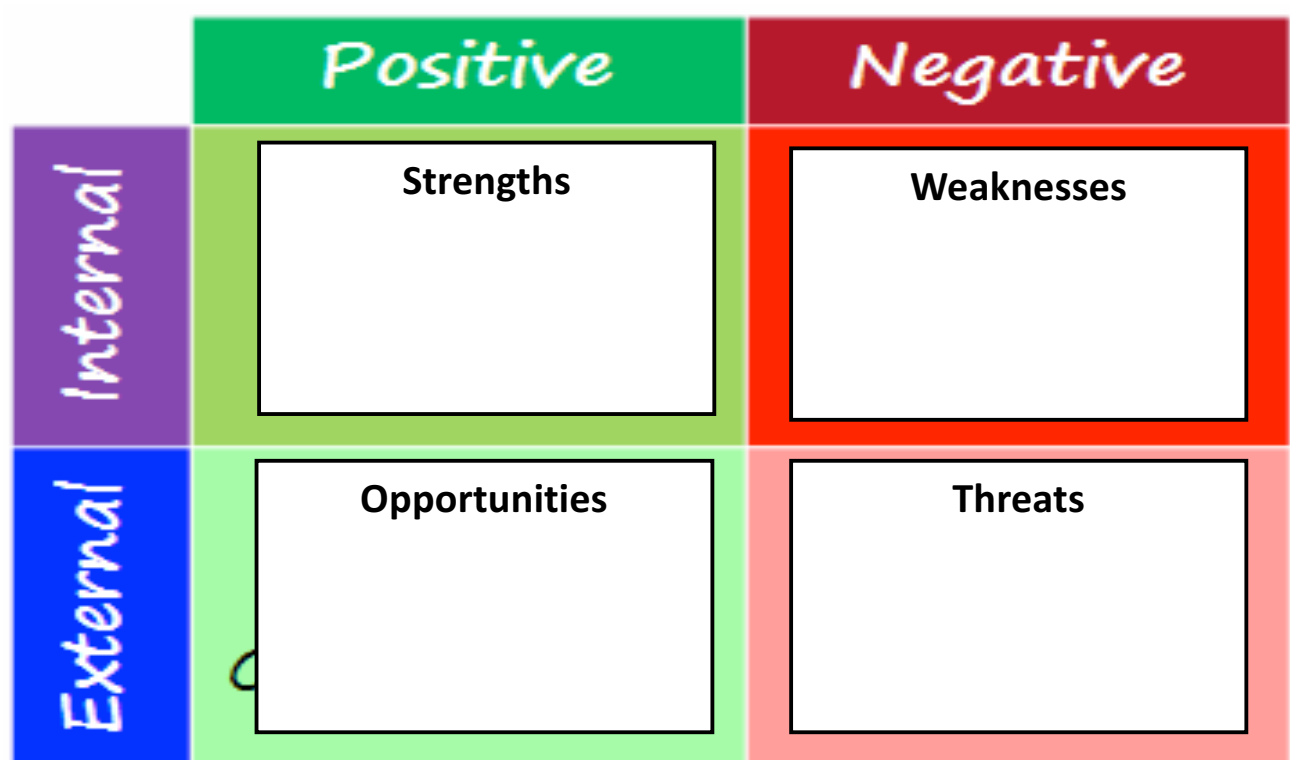 Positive
Negative
Internal
Strengths
Weaknesses
External
Opportunities
Threats